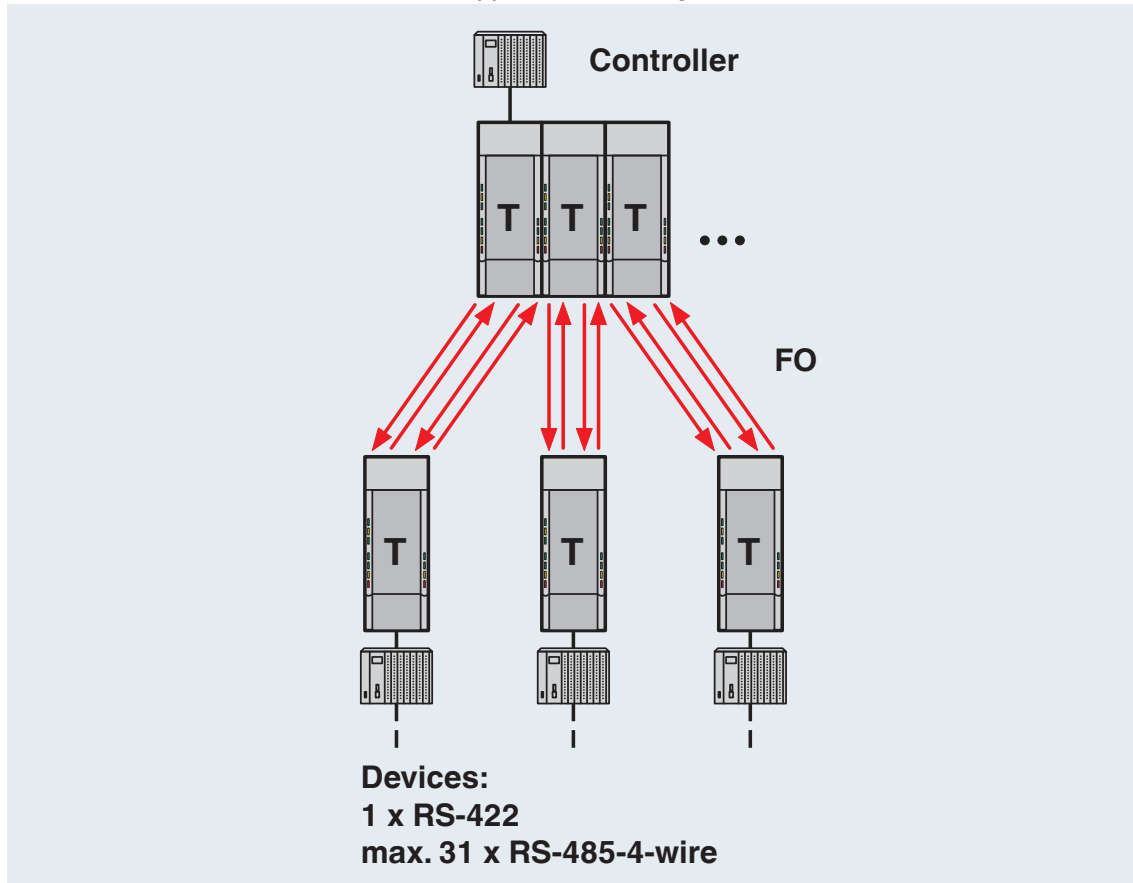 Controller
T T T
...
FO
T T T
Devices:
1 x RS-422
max. 31 x RS-485-4-wire